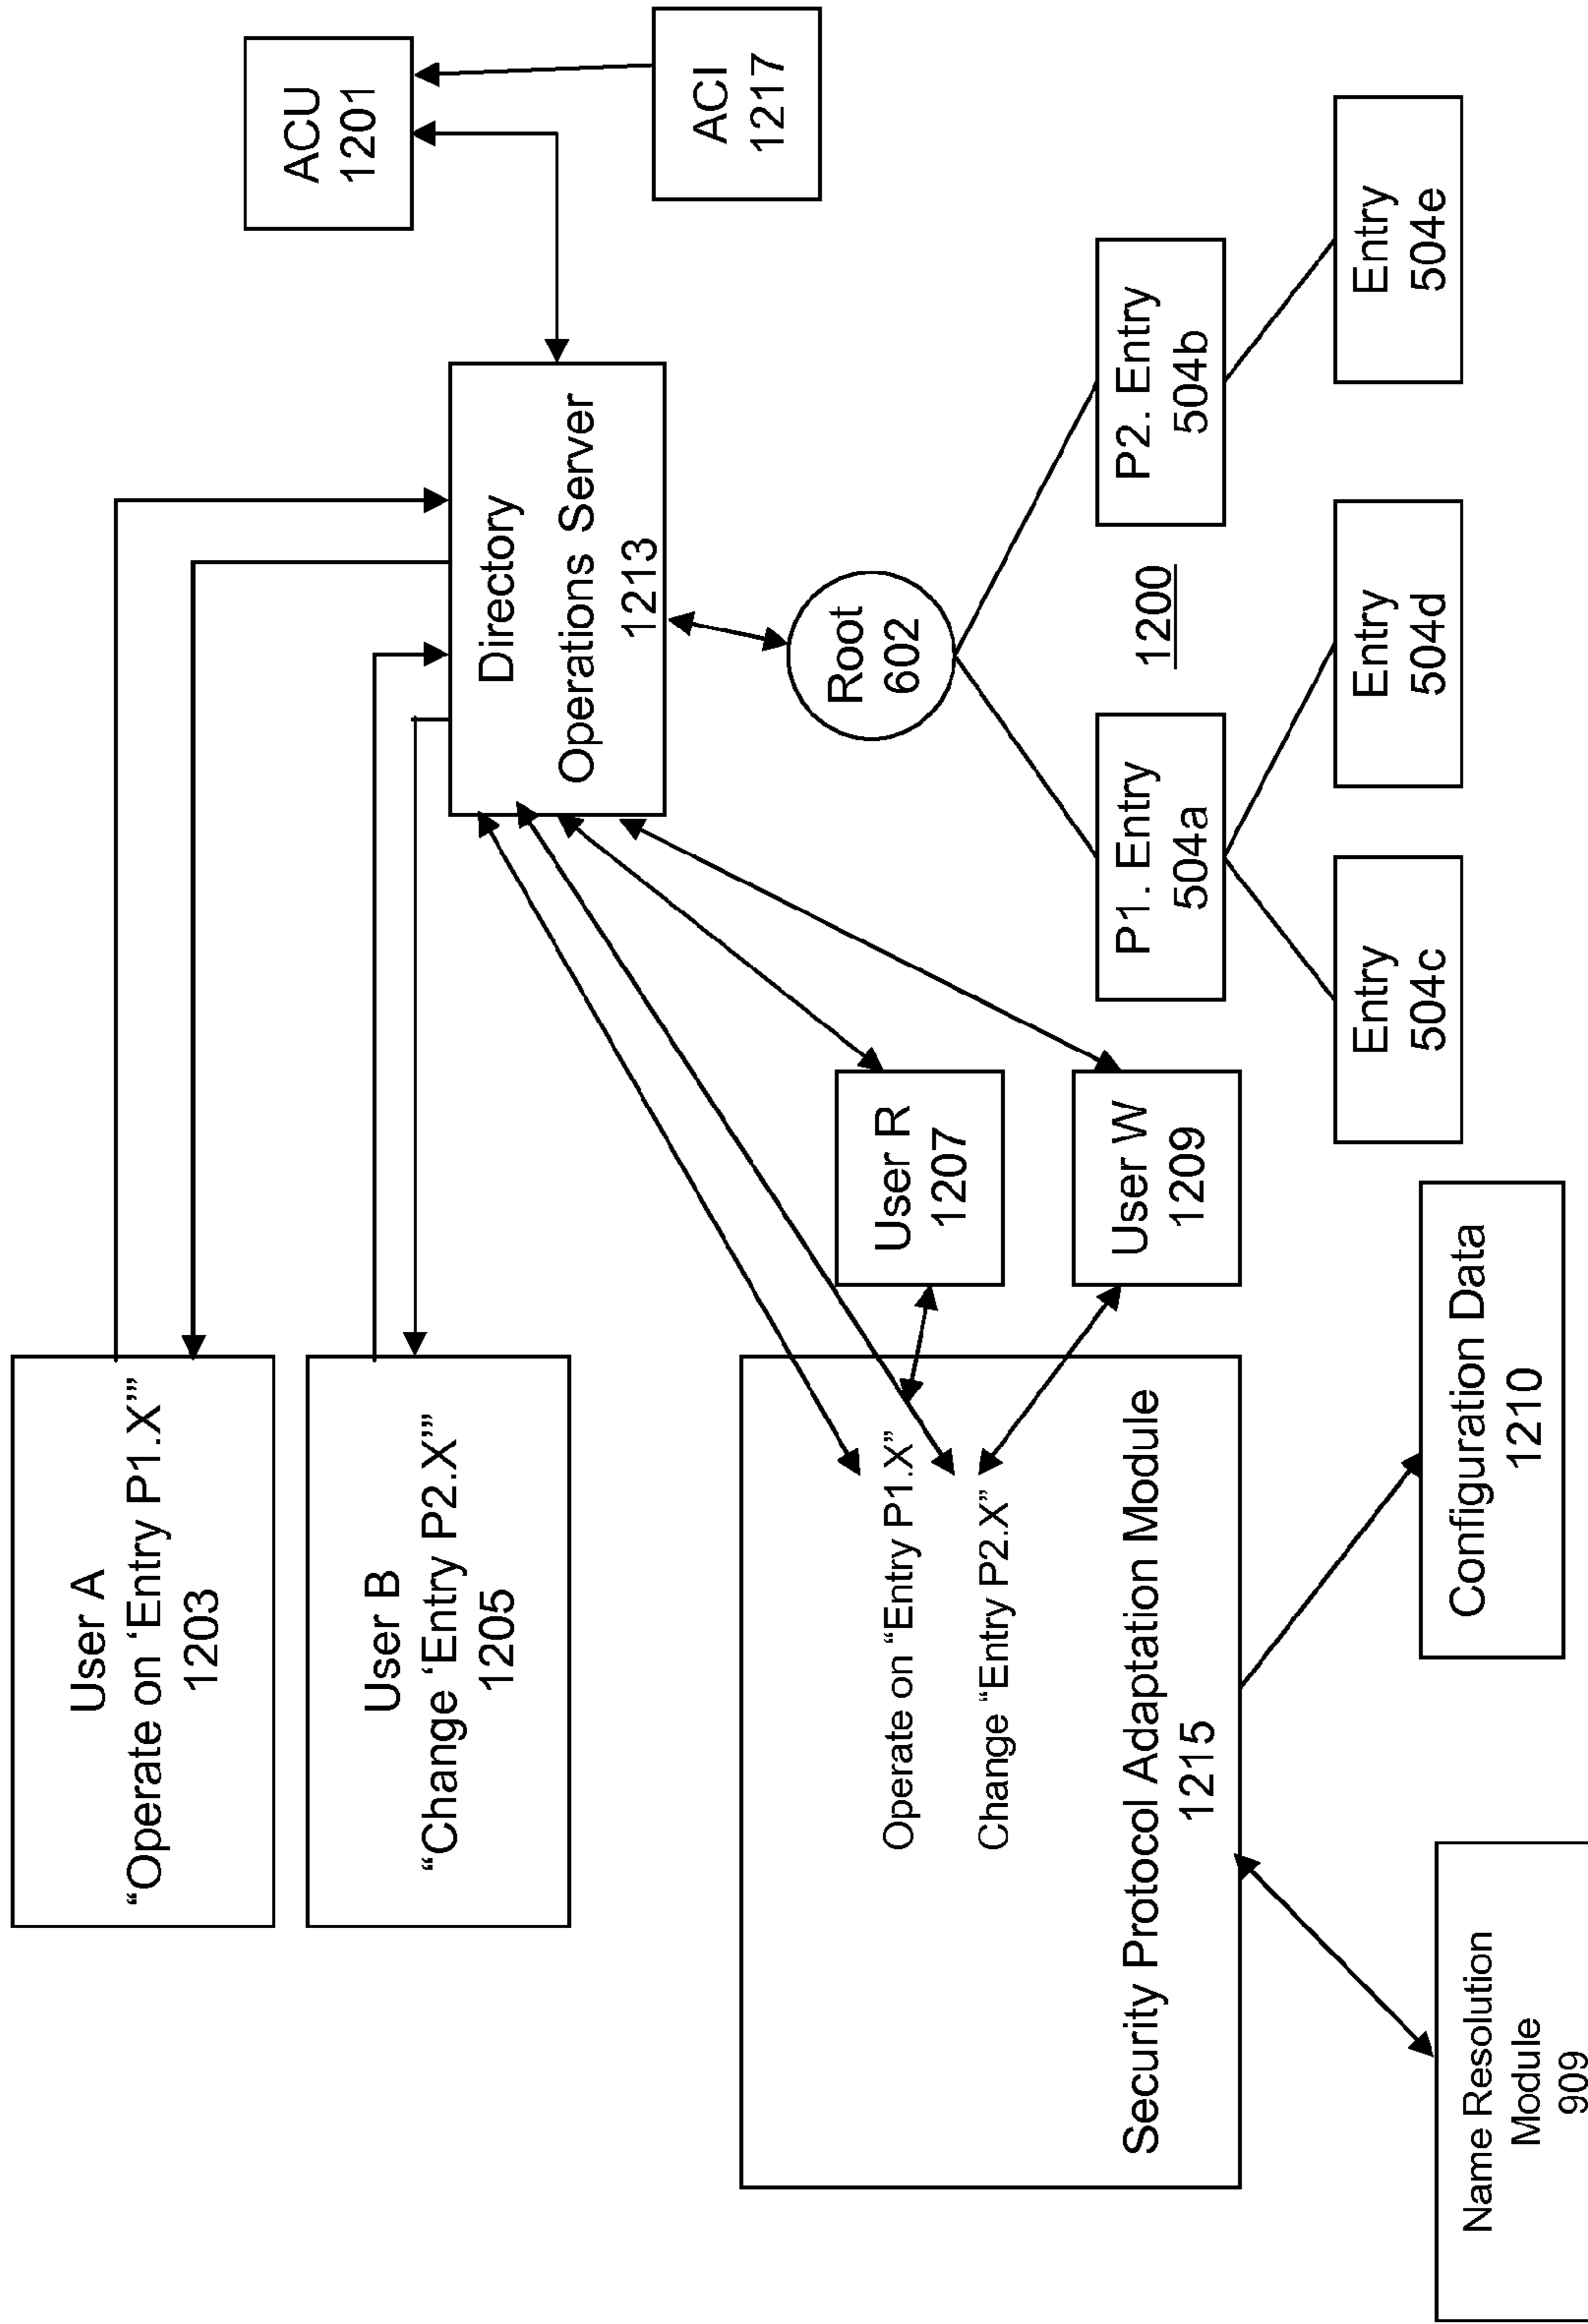 User A
“Operate on ‘Entry P1.X’”
1203
User B
“Change ‘Entry P2.X”’
1205
Operate on “Entry P1.X”
Change “Entry P2.X”
Security Protocol Adaptation Module
1215
Name Resolution
Module
909
Configuration Data
1210
User R
1207
User W
1209
Directory
Operations Server
1213
ACU
1201
ACI
1217
Root
602
1200
P1. Entry
504a
P2. Entry
504b
Entry
504c
Entry
504d
Entry
504e